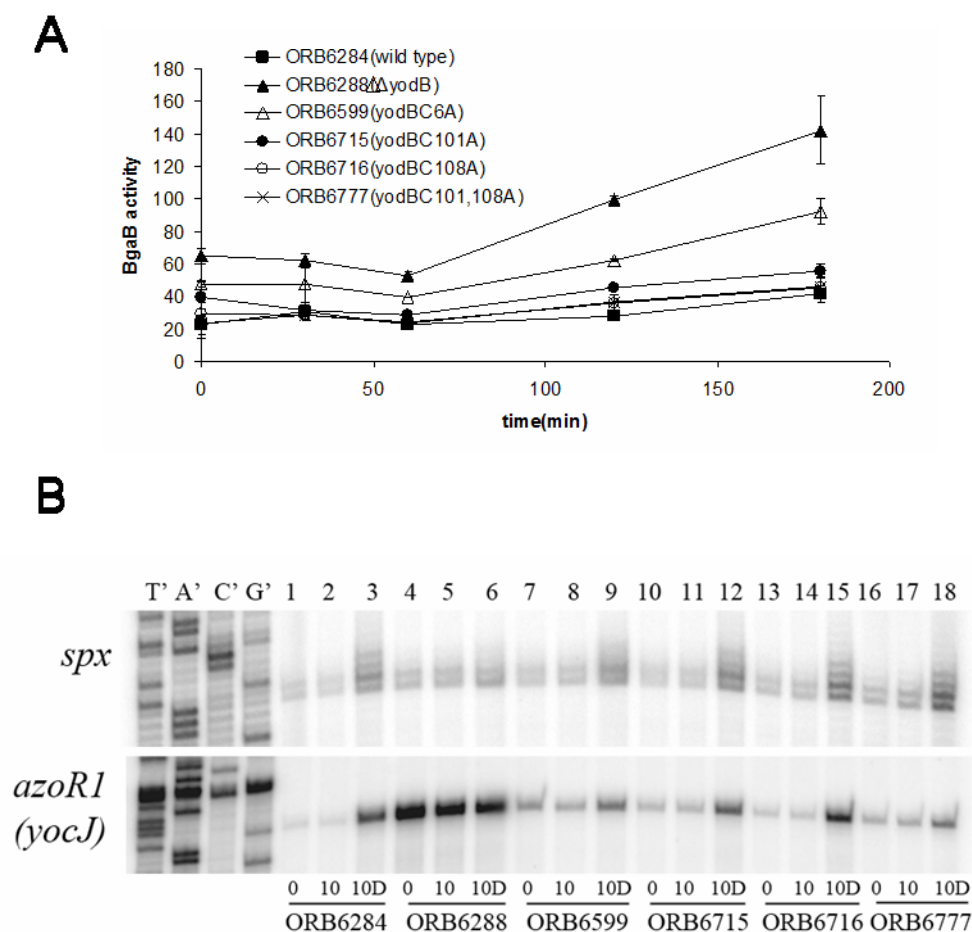 A
ORB6284(wild type)
ORB6288(ΔyodB)
ORB6599(yodBC6A)
ORB6715(yodBC101A)
ORB6716(yodBC108A)
ORB6777(yodBC101,108A)
180
160
140
120
100
80
60
40
20
0
BgaB activity
0 50 100 150 200
time(min)
B
T' A' C' G' 1 2 3 4 5 6 7 8 9 10 11 12 13 14 15 16 17 18
spx
azoR1
(yocJ)
0 10 10D 0 10 10D 0 10 10D 0 10 10D 0 10 10D 0 10 10D
ORB6284 ORB6288 ORB6599 ORB6715 ORB6716 ORB6777